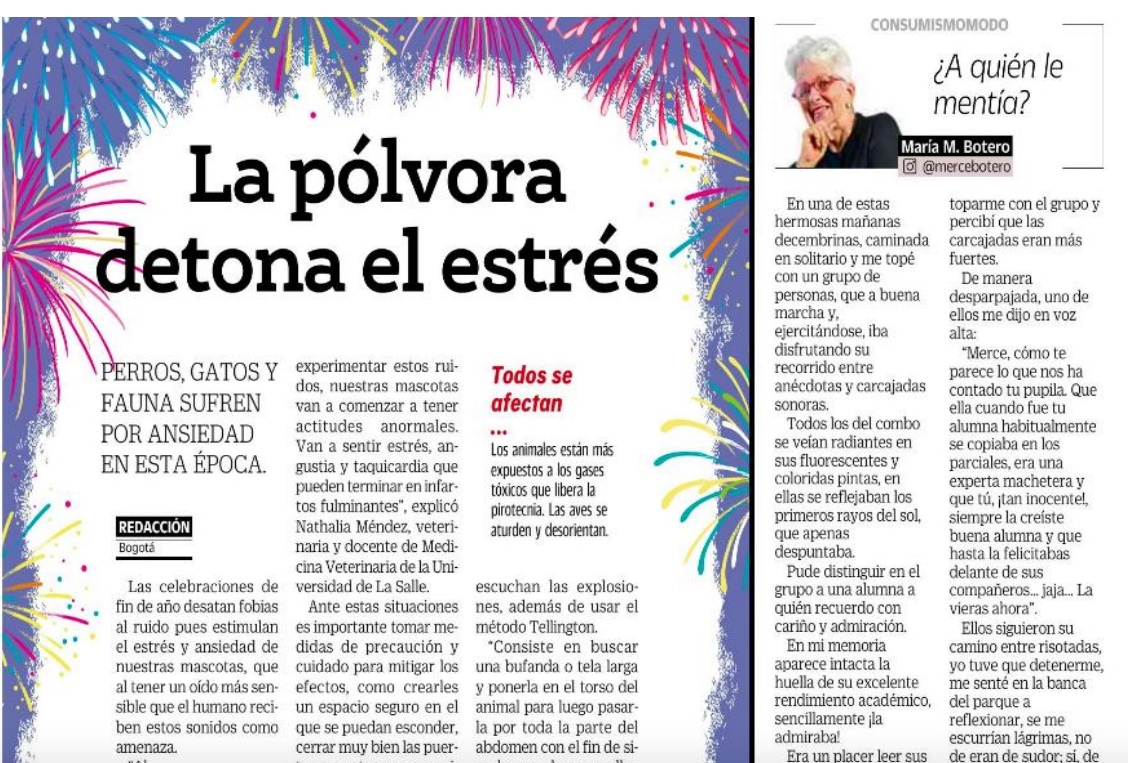 La pólvora
detona el estrés
PERROS, GATOS Y
FAUNA SUFREN
POR ANSIEDAD
EN ESTA ÉPOCA.
REDACCIÓN
Bogotá
Las celebraciones de
fin de año desatan fobias
al ruido pues estimulan
el estrés y ansiedad de
nuestras mascotas, que
al tener un oído más sen-
sible que el humano reci-
ben estos sonidos como
amenaza.
experimentar estos rui-
dos, nuestras mascotas
van a comenzar a tener
actitudes anormales.
Van a sentir estrés, an-
gustia y taquicardia que
pueden terminar en infar-
tos fulminantes”, explicó
Nathalia Méndez, veteri-
naria y docente de Medi-
cina Veterinaria de la Uni-
versidad de La Salle.
Ante estas situaciones
es importante tomar me-
didas de precaución y
cuidado para mitigar los
efectos, como crearles
un espacio seguro en el
que se puedan esconder,
cerrar muy bien las puer-
Todos se
afectan
...
Los animales están más
expuestos a los gases
tóxicos que libera la
pirotecnia. Las aves se
aturden y desorientan.
escuchan las explosio-
nes, además de usar el
método Tellington.
“Consiste en buscar
una bufanda o tela larga
y ponerla en el torso del
animal para luego pasar-
la por toda la parte del
abdomen con el fin de si-
CONSUMISMOMODO
¿A quién le
mentía?
María M. Botero
@mercebotero
En una de estas
hermosas mañanas
decembrinas, caminada
en solitario y me topé
con un grupo de
personas, que a buena
marcha y,
ejercitándose, iba
disfrutando su
recorrido entre
anécdotas y carcajadas
sonoras.
Todos los del combo
se veían radiantes en
sus fluorescentes y
coloridas pintas, en
ellas se reflejaban los
primeros rayos del sol,
que apenas
despuntaba.
Pude distinguir en el
grupo a una alumna a
quién recuerdo con
cariño y admiración.
En mi memoria
aparece intacta la
huella de su excelente
rendimiento académico,
sencillamente ¡la
admiraba!
Era un placer leer sus
toparme con el grupo y
percibí que las
carcajadas eran más
fuertes.
De manera
desparpajada, uno de
ellos me dijo en voz
alta:
“Merce, cómo te
parece lo que nos ha
contado tu pupila. Que
ella cuando fue tu
alumna habitualmente
se copiaba en los
parciales, era una
experta machetera y
que tú, ¡tan inocente!,
siempre la creíste
buena alumna y que
hasta la felicitabas
delante de sus
compañeros... jaja... La
vieras ahora”.
Ellos siguieron su
camino entre risotadas,
yo tuve que detenerme,
me senté en la banca
del parque a
reflexionar, se me
escurrían lágrimas, no
de eran de sudor; sí, de